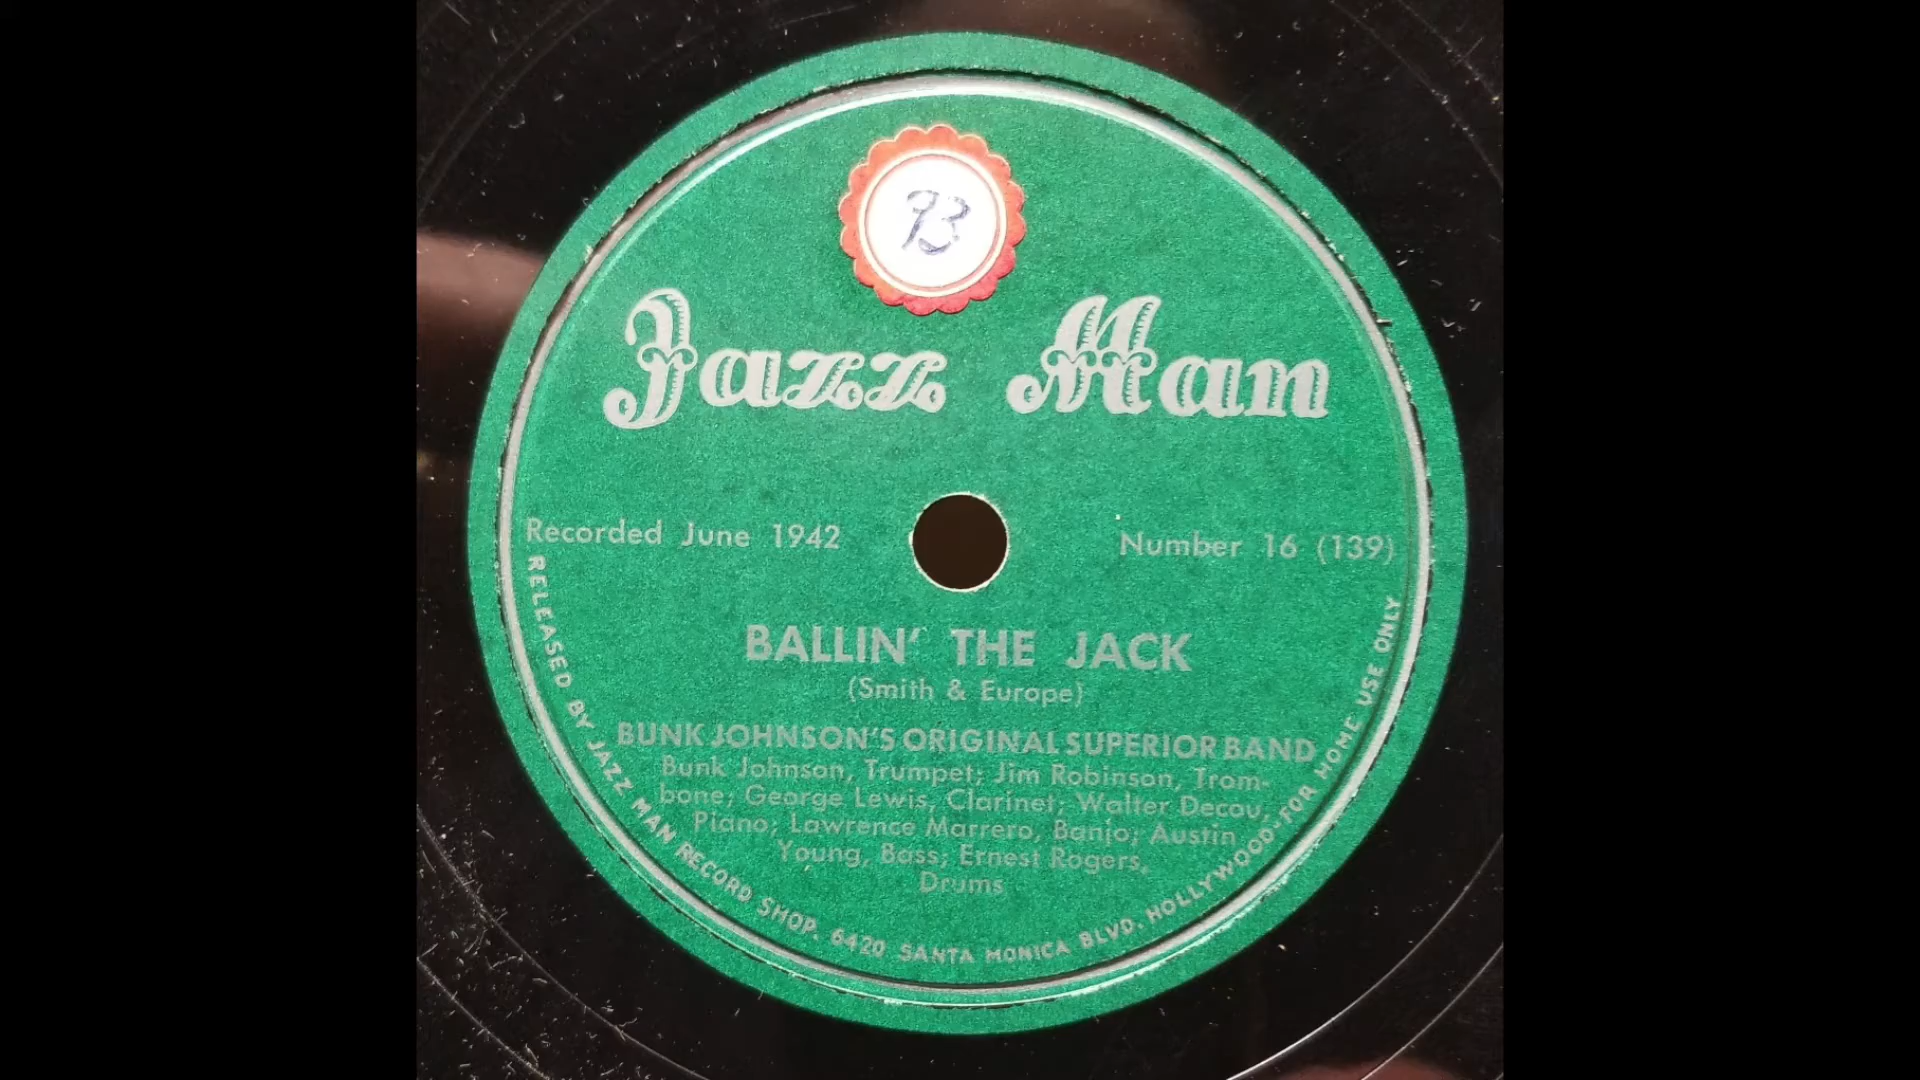 93
Jazz Man
Recorded June 1942
Number 16 (139)
BALLIN' THE JACK
(Smith & Europe)
BUNK JOHNSON'S ORIGINAL SUPERIOR BAND
Bunk Johnson, Trumpet; Jim Robinson, Trom-
bone; George Lewis, Clarinet; Walter Decou,
Piano; Lawrence Marrero, Banjo; Austin
Young, Bass; Ernest Rogers,
Drums
RELEASED BY JAZZ MAN RECORD SHOP, 6420 SANTA MONICA BLVD. HOLLYWOOD-FOR HOME USE ONLY